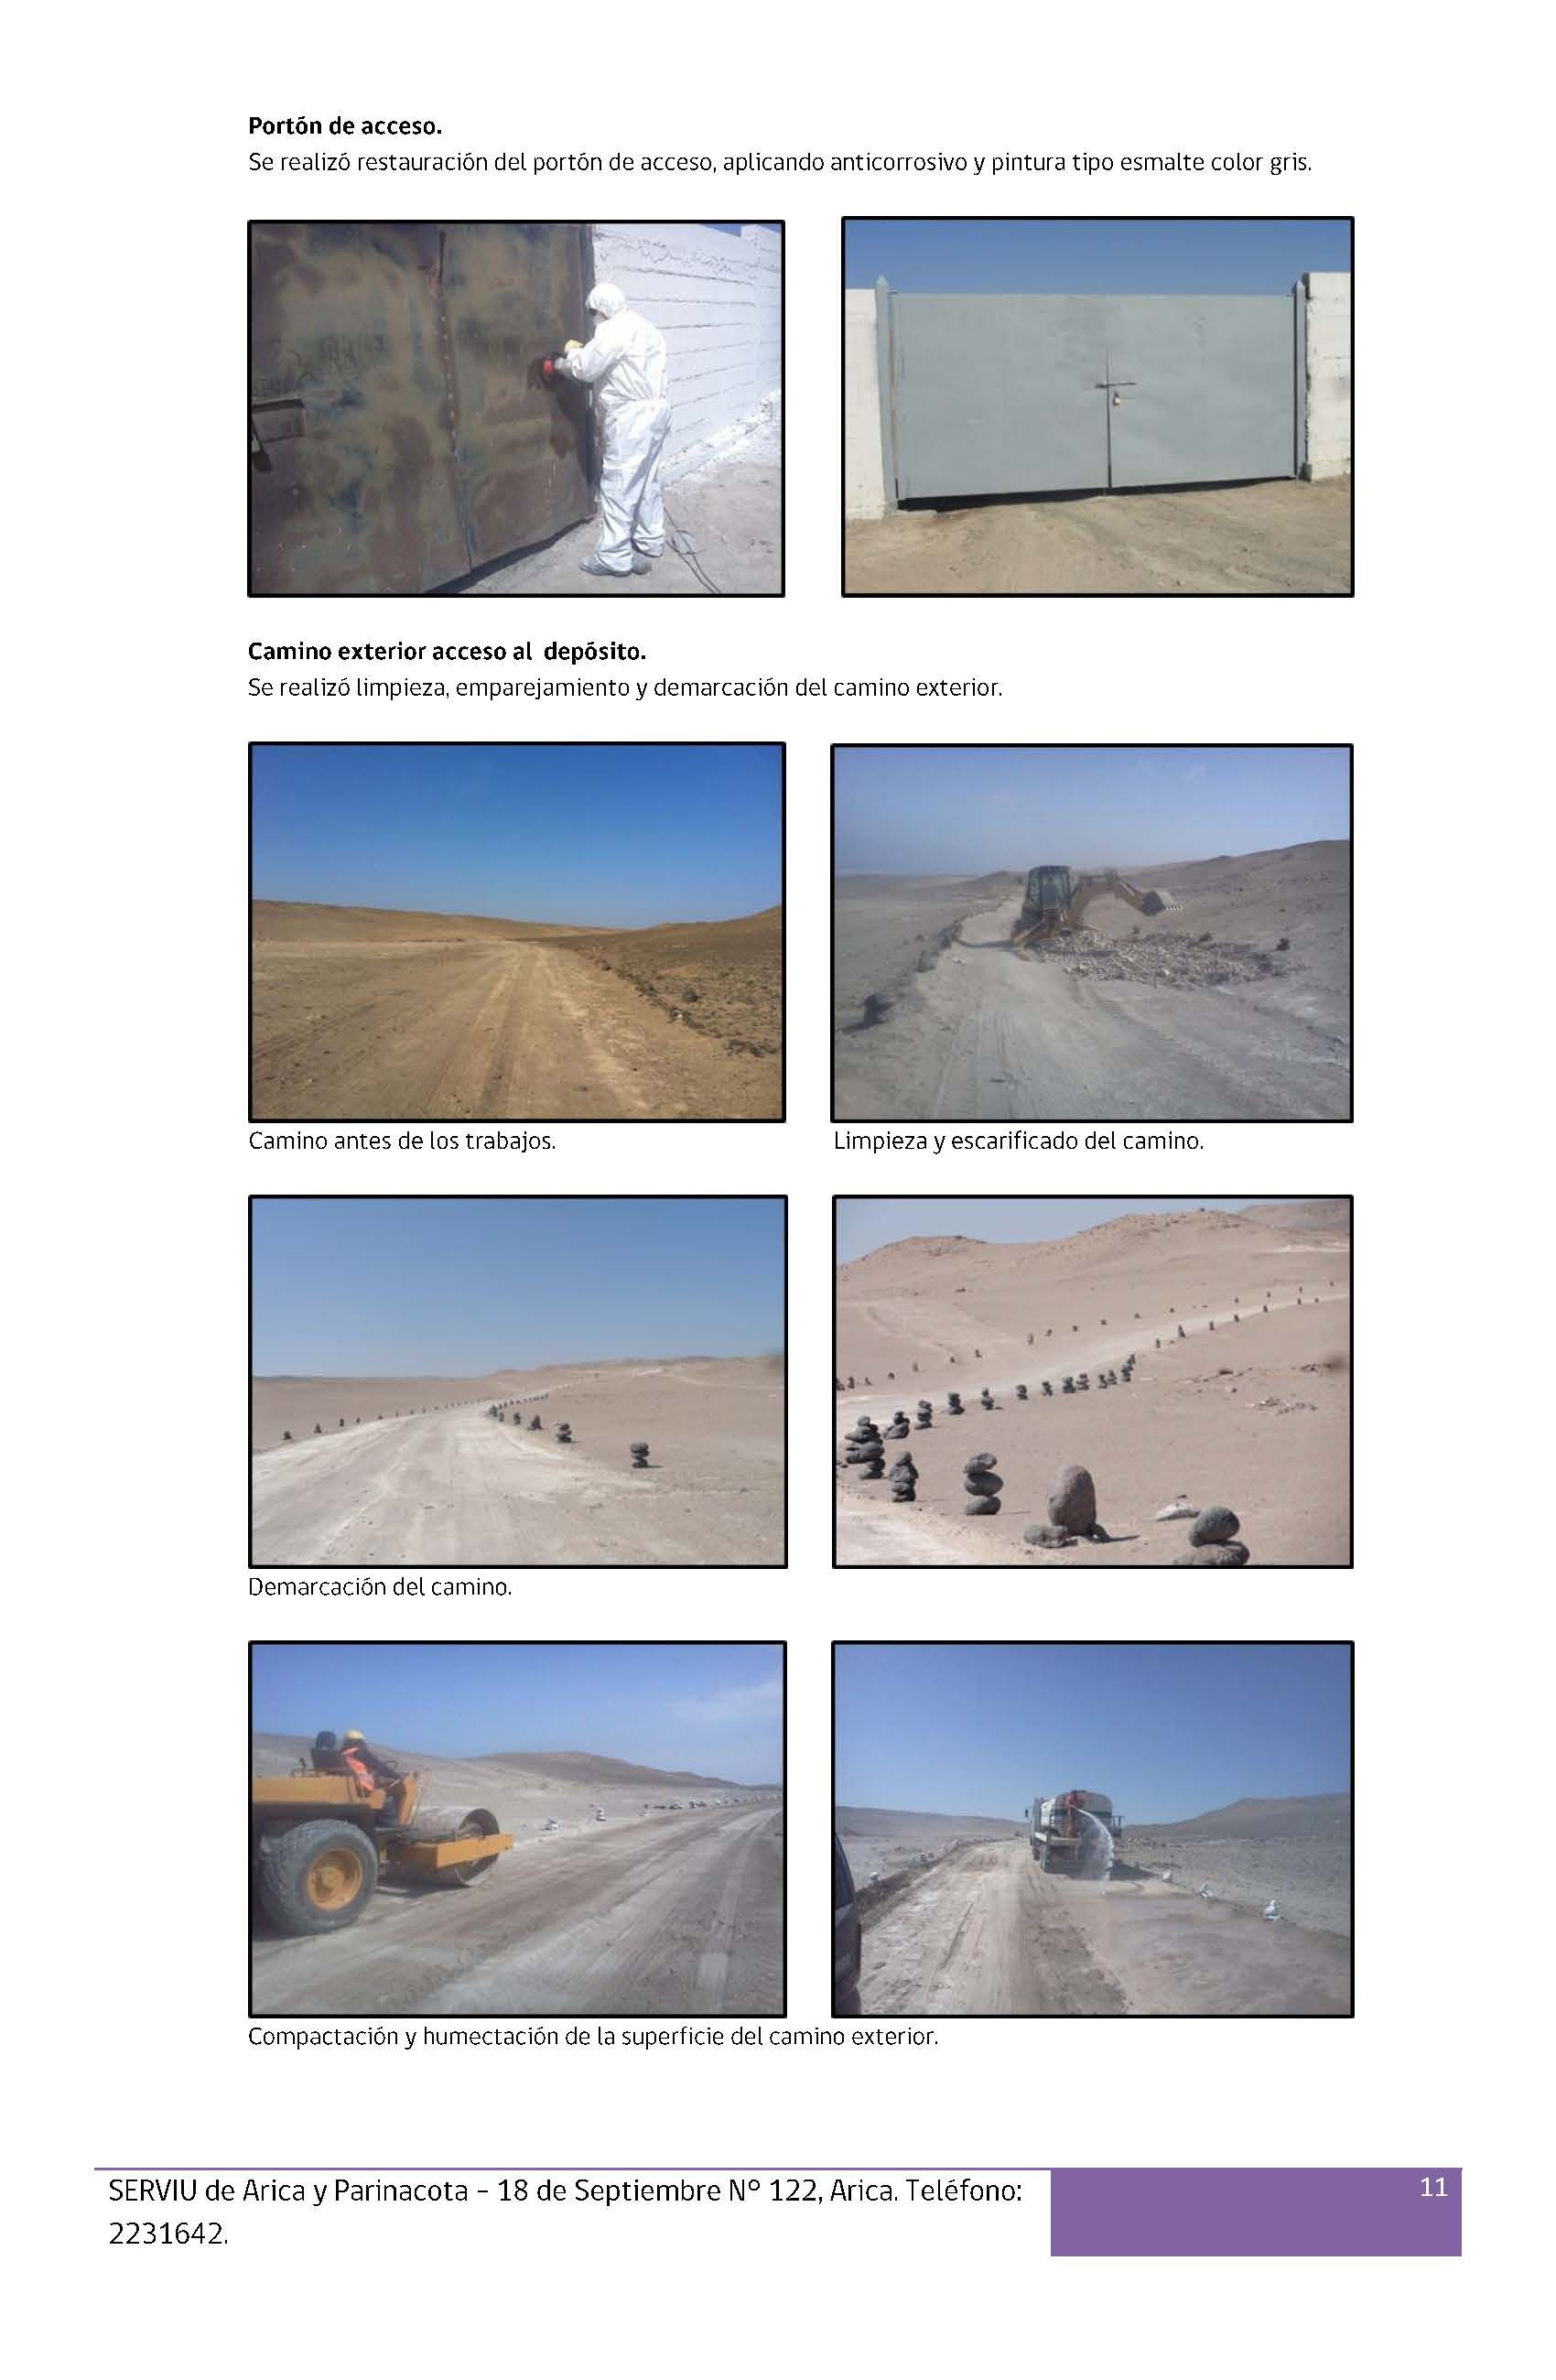 Portón de acceso.
Se realizó restauración del portón de acceso, aplicando anticorrosivo y pintura tipo esmalte color gris.
Camino exterior acceso al depósito.
Se realizó limpieza, emparejamiento y demarcación del camino exterior.
Camino antes de los trabajos.
Limpieza y escarificado del camino.
Demarcación del camino.
Compactación y humectación de la superficie del camino exterior.
SERVIU de Arica y Parinacota – 18 de Septiembre Nº 122, Arica. Teléfono:
2231642.
11